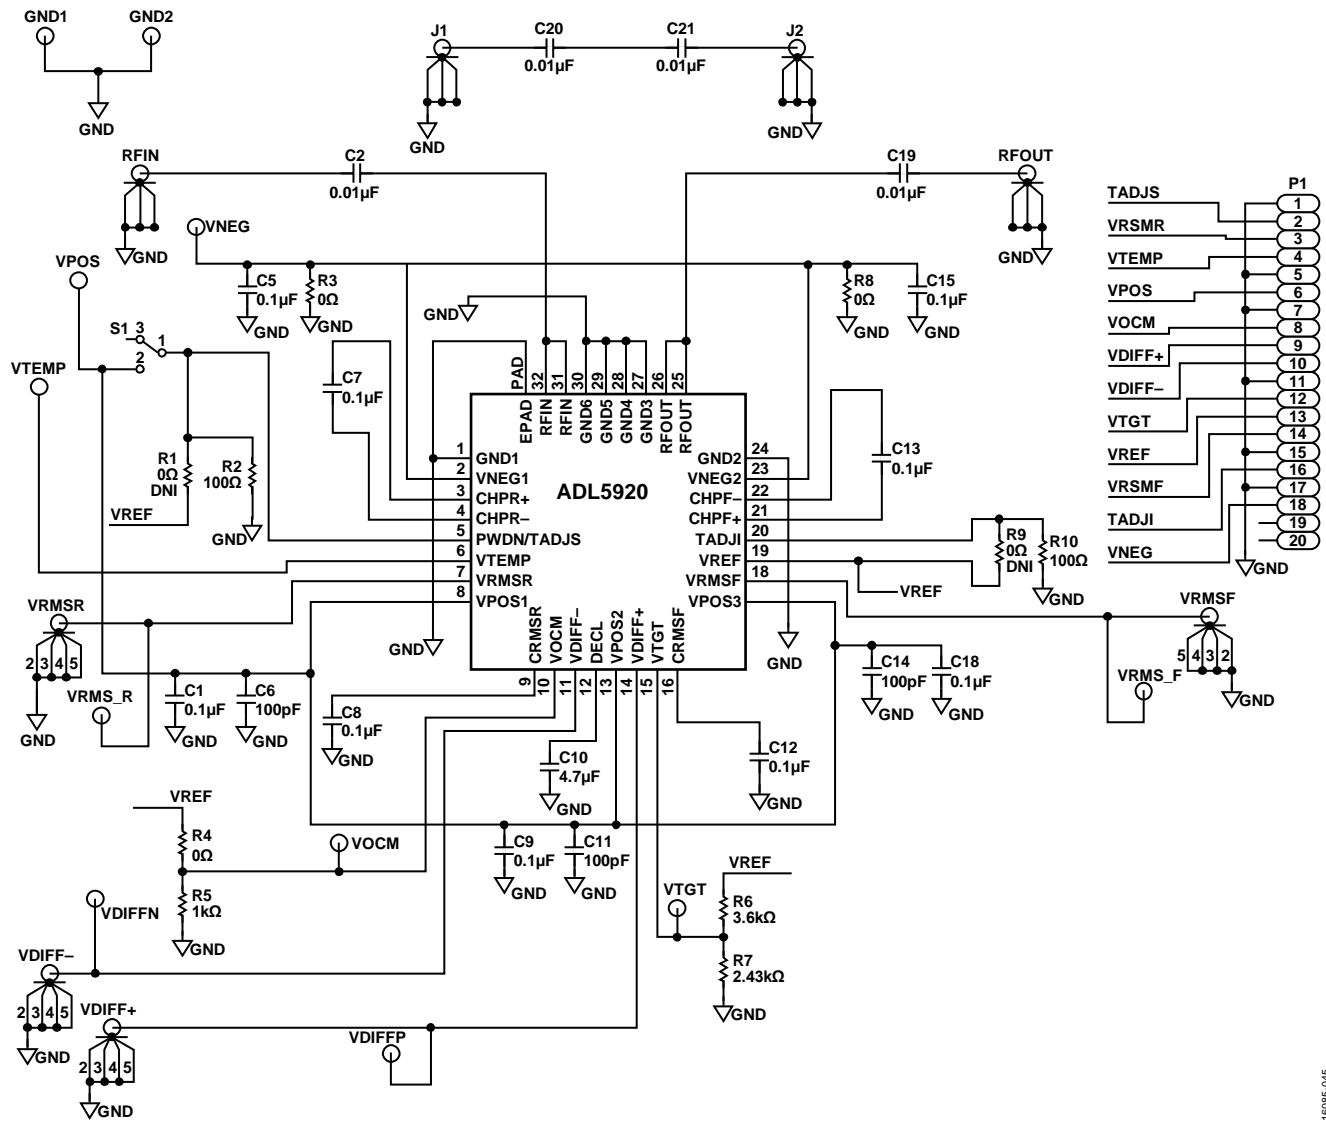 GND1 GND2
GND
J1 C20 0.01µF C21 0.01µF J2
GND GND
RFIN C2 0.01µF C19 0.01µF RFOUT
GND GND
VNEG
VPOS
C5 0.1µF R3 0Ω R8 0Ω C15 0.1µF
GND GND GND GND GND
S1 3 1 2
VTEMP
C7 0.1µF
PAD 32 31 30 29 28 27 26 25
EPAD RFIN RFIN GND6 GND5 GND4 GND3 RFOUT RFOUT
C13 0.1µF
R1 0Ω DNI R2 100Ω
VREF GND
ADL5920
1 GND1
2 VNEG1
3 CHPR+
4 CHPR–
5 PWDN/TADJS
6 VTEMP
7 VRMSR
8 VPOS1
24 GND2
23 VNEG2
22 CHPF–
21 CHPF+
20 TADJI
19 VREF
18 VRMSF
VPOS3
CRMSR VOCM VDIFF– DECL VPOS2 VDIFF+ VTGT CRMSF
9 10 11 12 13 14 15 16
R9 0Ω DNI R10 100Ω
VREF GND
GND GND
P1
TADJS 1
2
VRSMR 3
VTEMP 4
5
VPOS 6
7
VOCM 8
VDIFF+ 9
VDIFF– 10
11
VTGT 12
13
VREF 14
15
VRSMF 16
17
TADJI 18
19
VNEG 20
GND
VRMSR
2 3 4 5
GND
VRMS_R
C1 0.1µF C6 100pF
GND GND
C8 0.1µF
GND
C10 4.7µF
GND
C12 0.1µF
GND
C14 100pF C18 0.1µF
GND GND
VRMSF
5 4 3 2
GND
VRMS_F
VREF
R4 0Ω
VOCM
R5 1kΩ
GND
C9 0.1µF C11 100pF
GND GND
VREF
VTGT
R6 3.6kΩ
R7 2.43kΩ
GND
VDIFFN
VDIFF–
2 3 4 5
GND
VDIFF+
2 3 4 5
GND
VDIFFP
16085-045